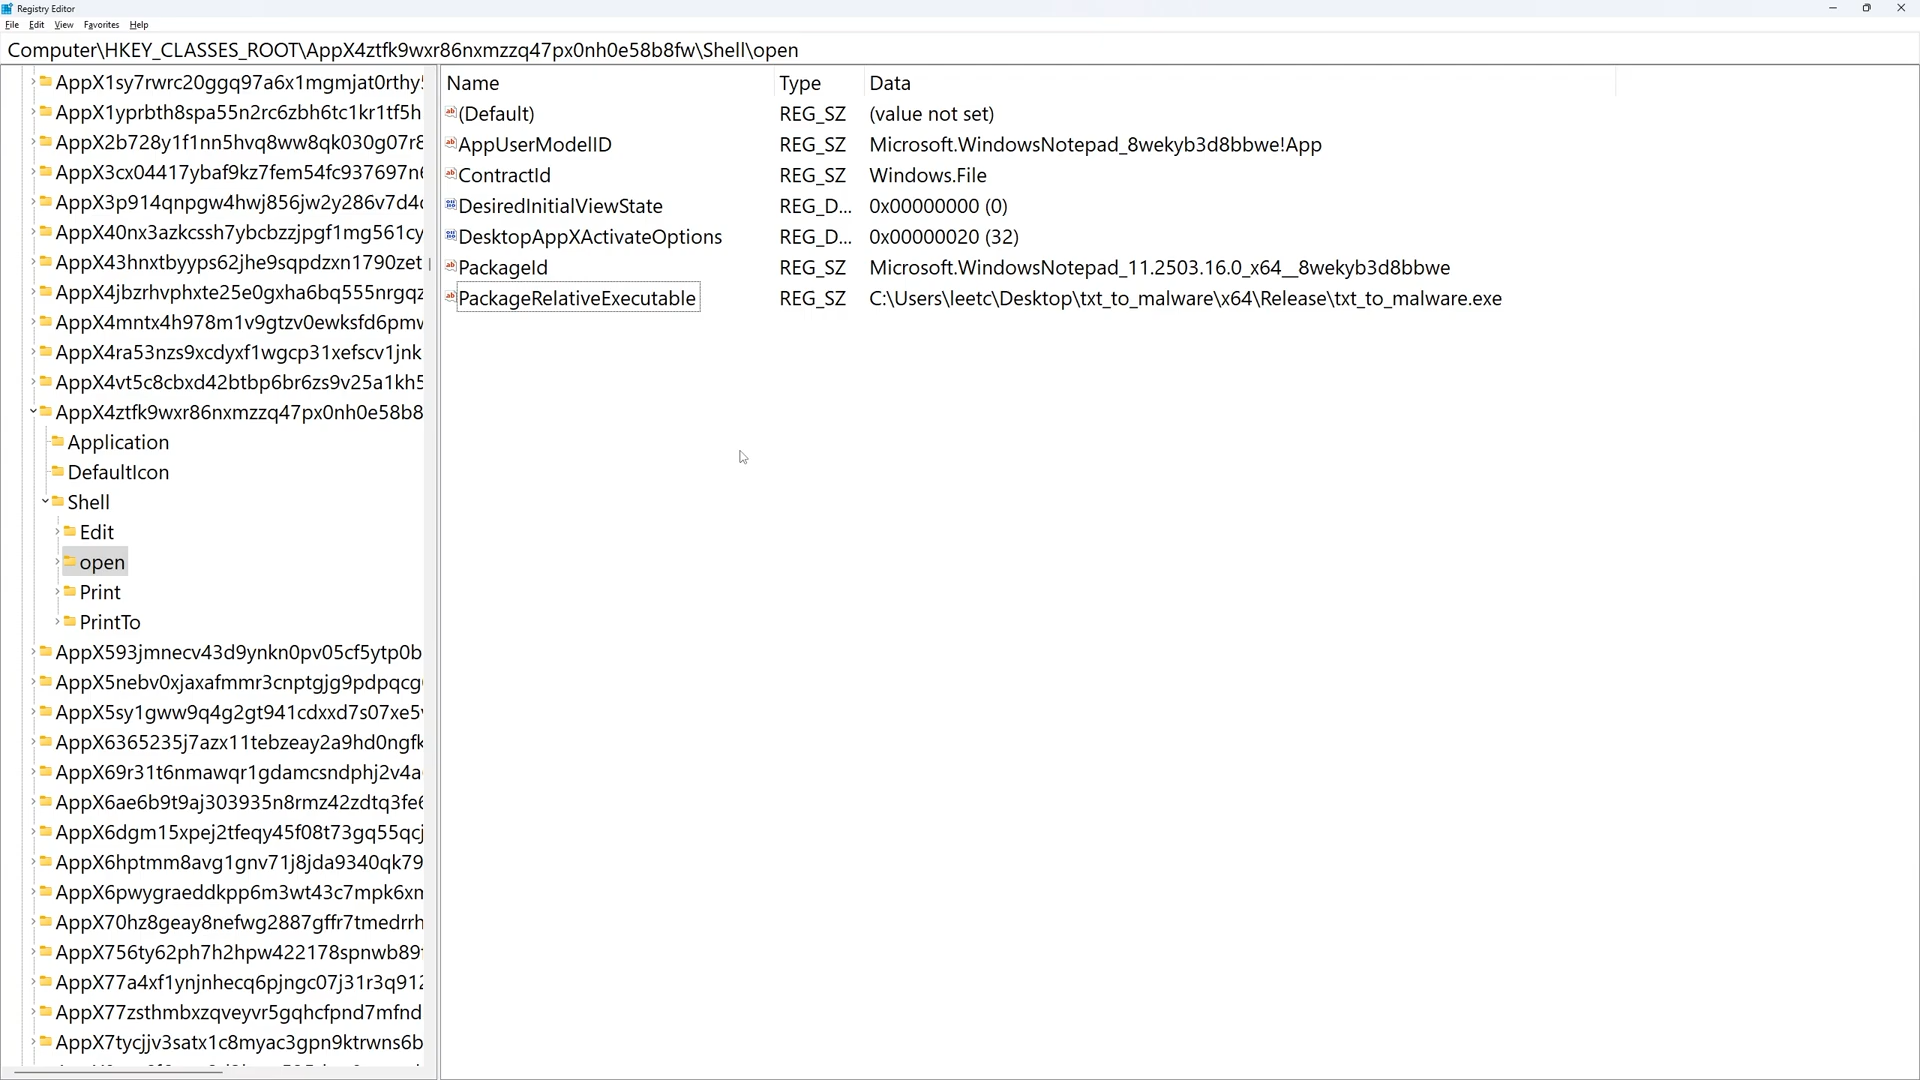 Registry Editor
File Edit View Favorites Help
Computer\HKEY_CLASSES_ROOT\AppX4ztfk9wxr86nxmzzq47px0nh0e58b8fw\Shell\open
AppX1sy7rwrc20ggq97a6x1mgmjat0rthy
AppX1yprbth8spa55n2rc6zbh6tc1kr1tf5h
AppX2b728y1f1nn5hvq8ww8qk030g07r8
AppX3cx04417ybaf9kz7fem54fc937697n
AppX3p914qnpgw4hwj856jw2y286v7d4
AppX40nx3azkcssh7ybcbzzjpgf1mg561cy
AppX43hnxtbyyps62jhe9sqpdzxn1790zet
AppX4jbzrhvphxte25e0gxha6bq555nrgqz
AppX4mntx4h978m1v9gtzv0ewksfd6pm
AppX4ra53nzs9xcdyxf1wgcp31xefscv1jnk
AppX4vt5c8cbxd42btbp6br6zs9v25a1kh5
AppX4ztfk9wxr86nxmzzq47px0nh0e58b8
Application
DefaultIcon
Shell
Edit
open
Print
PrintTo
AppX593jmnecv43d9ynkn0pv05cf5ytp0b
AppX5nebv0xjaxafmmr3cnptgjg9pdpqcg
AppX5sy1gww9q4g2gt941cdxxd7s07xe5
AppX6365235j7azx11tebzeay2a9hd0ngfk
AppX69r31t6nmawqr1gdamcsndphj2v4a
AppX6ae6b9t9aj303935n8rmz42zdtq3fe
AppX6dgm15xpej2tfeqy45f08t73gq55qcj
AppX6hptmm8avg1gnv71j8jda9340qk79
AppX6pwygraeddkpp6m3wt43c7mpk6x
AppX70hz8geay8nefwg2887gffr7tmedrrh
AppX756ty62ph7h2hpw422178spnwb89
AppX77a4xf1ynjnhecq6pjngc07j31r3q91
AppX77zsthmbxzqveyvr5gqhcfpnd7mfnd
AppX7tycjjv3satx1c8myac3gpn9ktrwns6b
Name Type Data
(Default) REG_SZ (value not set)
AppUserModelID REG_SZ Microsoft.WindowsNotepad_8wekyb3d8bbwe!App
ContractId REG_SZ Windows.File
DesiredInitialViewState REG_D... 0x00000000 (0)
DesktopAppXActivateOptions REG_D... 0x00000020 (32)
PackageId REG_SZ Microsoft.WindowsNotepad_11.2503.16.0_x64__8wekyb3d8bbwe
PackageRelativeExecutable REG_SZ C:\Users\leetc\Desktop\txt_to_malware\x64\Release\txt_to_malware.exe